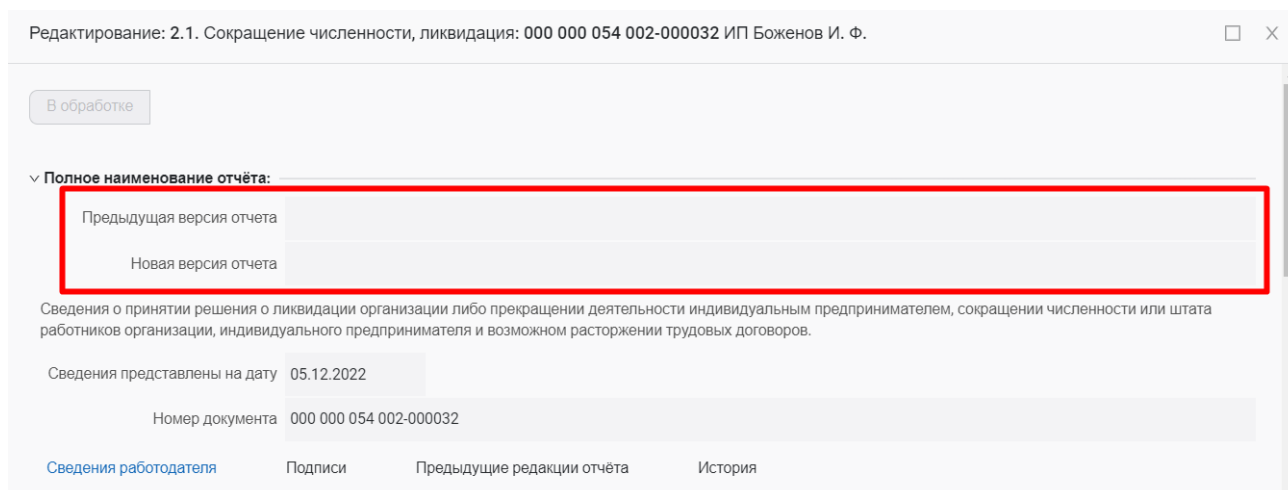 Редактирование: 2.1. Сокращение численности, ликвидация: 000 000 054 002-000032 ИП Боженов И. Ф.
В обработке
Полное наименование отчёта:
Предыдущая версия отчета
Новая версия отчета
Сведения о принятии решения о ликвидации организации либо прекращении деятельности индивидуальным предпринимателем, сокращении численности или штата
работников организации, индивидуального предпринимателя и возможном расторжении трудовых договоров.
Сведения представлены на дату 05.12.2022
Номер документа 000 000 054 002-000032
Сведения работодателя Подписи Предыдущие редакции отчёта История